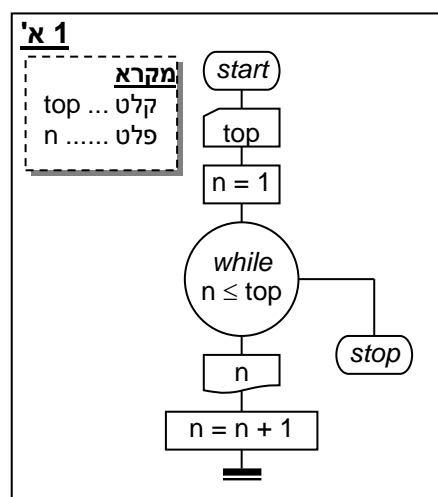 1 א'
מקרא
קלט ... top
פלט ...... n
start
top
n = 1
while
n ≤ top
stop
n
n = n + 1